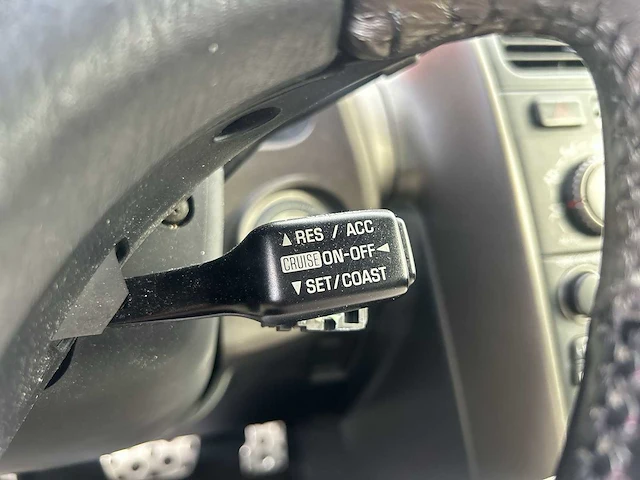 ▲RES / ACC
CRUISE ON-OFF◀
▼SET/COAST